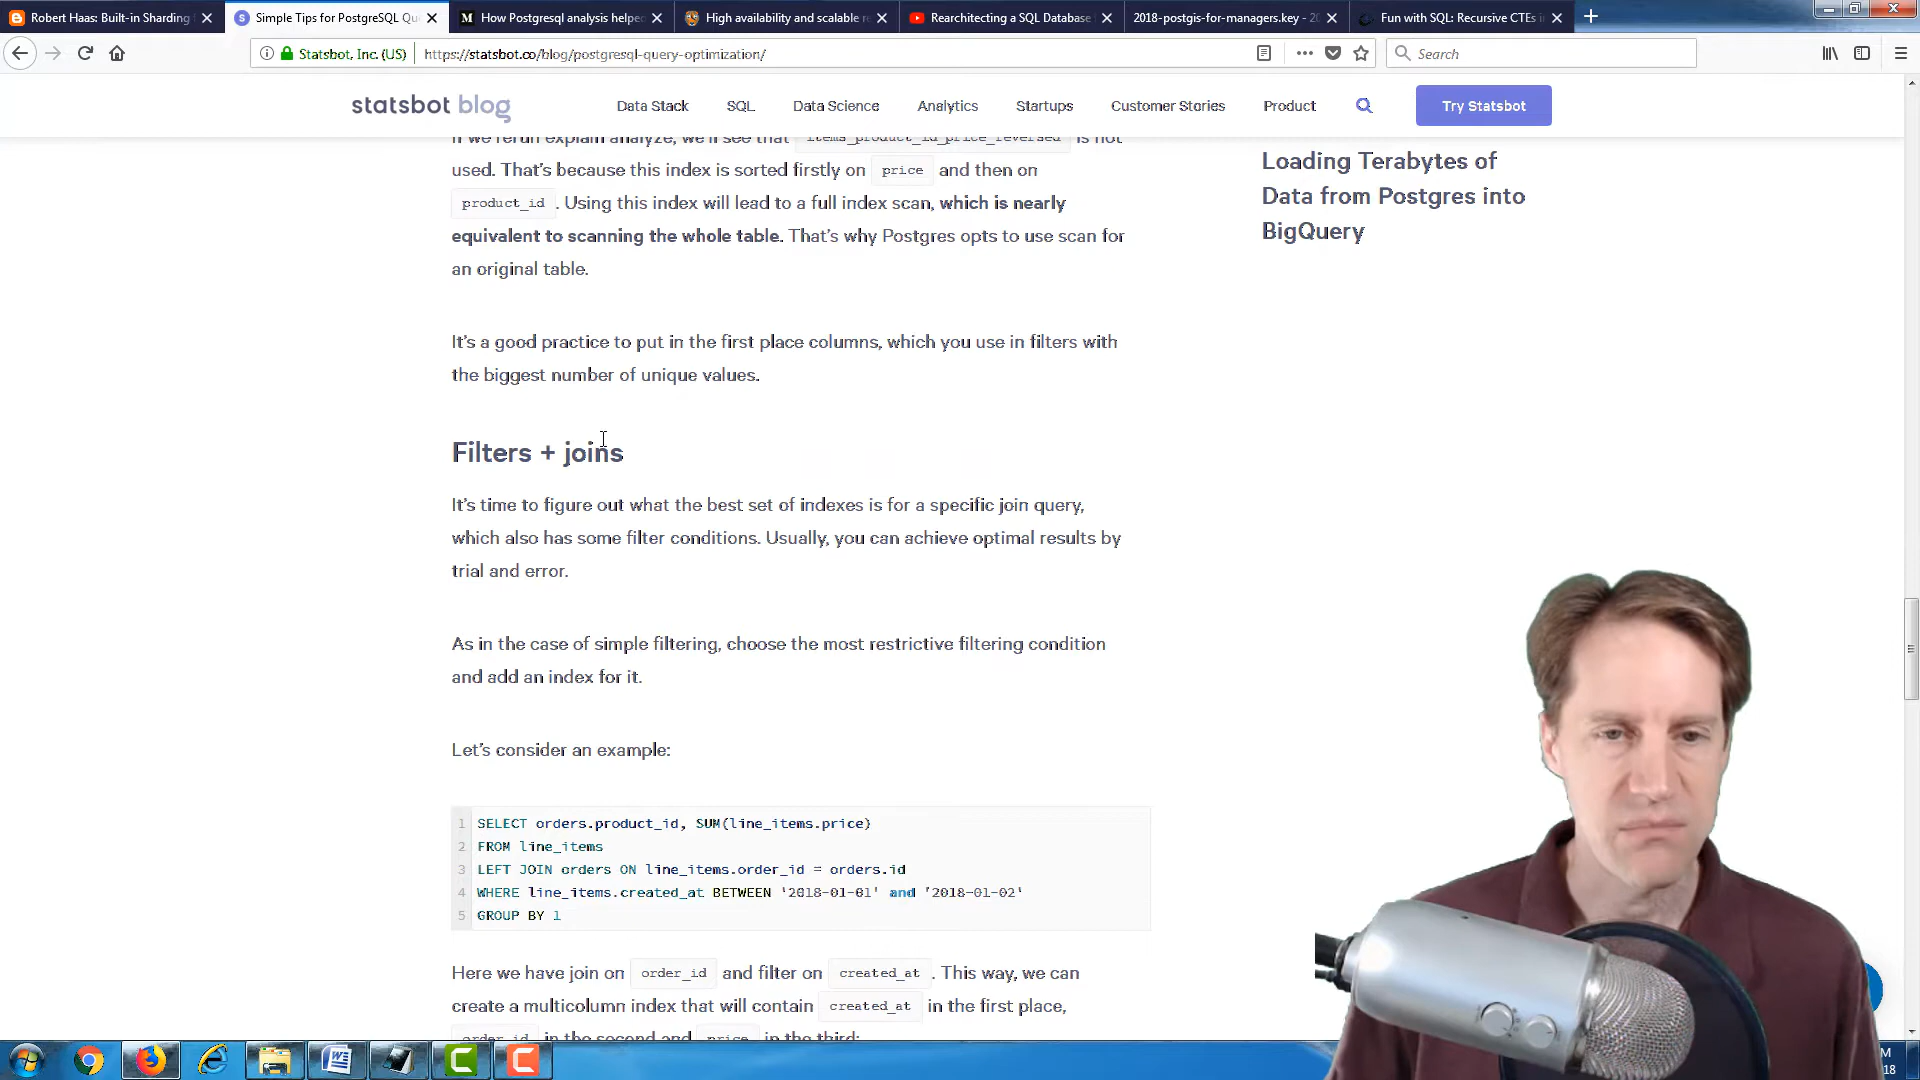 Robert Haas: Built-in Sharding
Simple Tips for PostgreSQL Qu
How Postgresql analysis helpe
High availability and scalable re
Rearchitecting a SQL Database
2018-postgis-for-managers.key - 20
Fun with SQL: Recursive CTEs i
Statsbot, Inc. (US)
https://statsbot.co/blog/postgresql-query-optimization/
Search
statsbot blog
Data Stack
SQL
Data Science
Analytics
Startups
Customer Stories
Product
Try Statsbot
If we rerun explain analyze, we'll see that items_product_id_price_reversed is not
used. That's because this index is sorted firstly on price and then on
product_id . Using this index will lead to a full index scan, which is nearly
equivalent to scanning the whole table. That's why Postgres opts to use scan for
an original table.
It's a good practice to put in the first place columns, which you use in filters with
the biggest number of unique values.
Filters + joins
It's time to figure out what the best set of indexes is for a specific join query,
which also has some filter conditions. Usually, you can achieve optimal results by
trial and error.
As in the case of simple filtering, choose the most restrictive filtering condition
and add an index for it.
Let's consider an example:
1 SELECT orders.product_id, SUM(line_items.price)
2 FROM line_items
3 LEFT JOIN orders ON line_items.order_id = orders.id
4 WHERE line_items.created_at BETWEEN '2018-01-01' and '2018-01-02'
5 GROUP BY 1
Here we have join on order_id and filter on created_at . This way, we can
create a multicolumn index that will contain created_at in the first place,
order_id in the second and price in the third:
Loading Terabytes of
Data from Postgres into
BigQuery
M
18